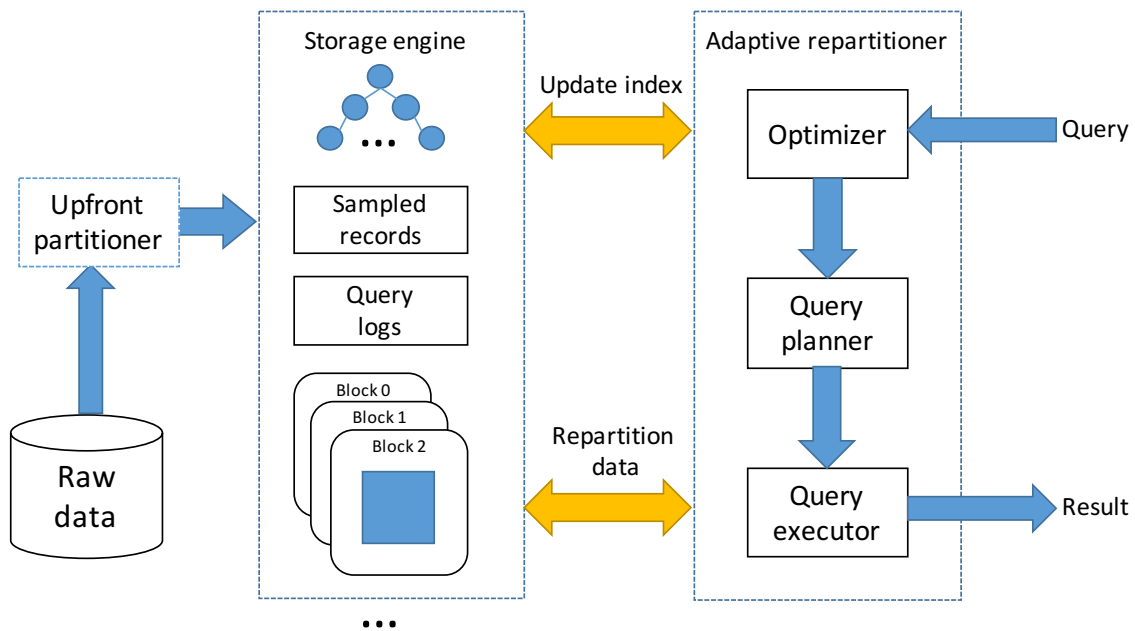 Storage engine
Adaptive repartitioner
Update index
Optimizer
Query
...
Upfront
partitioner
Sampled
records
Query
logs
Query
planner
Block 0
Block 1
Block 2
Repartition
data
Raw
data
Query
executor
Result
...